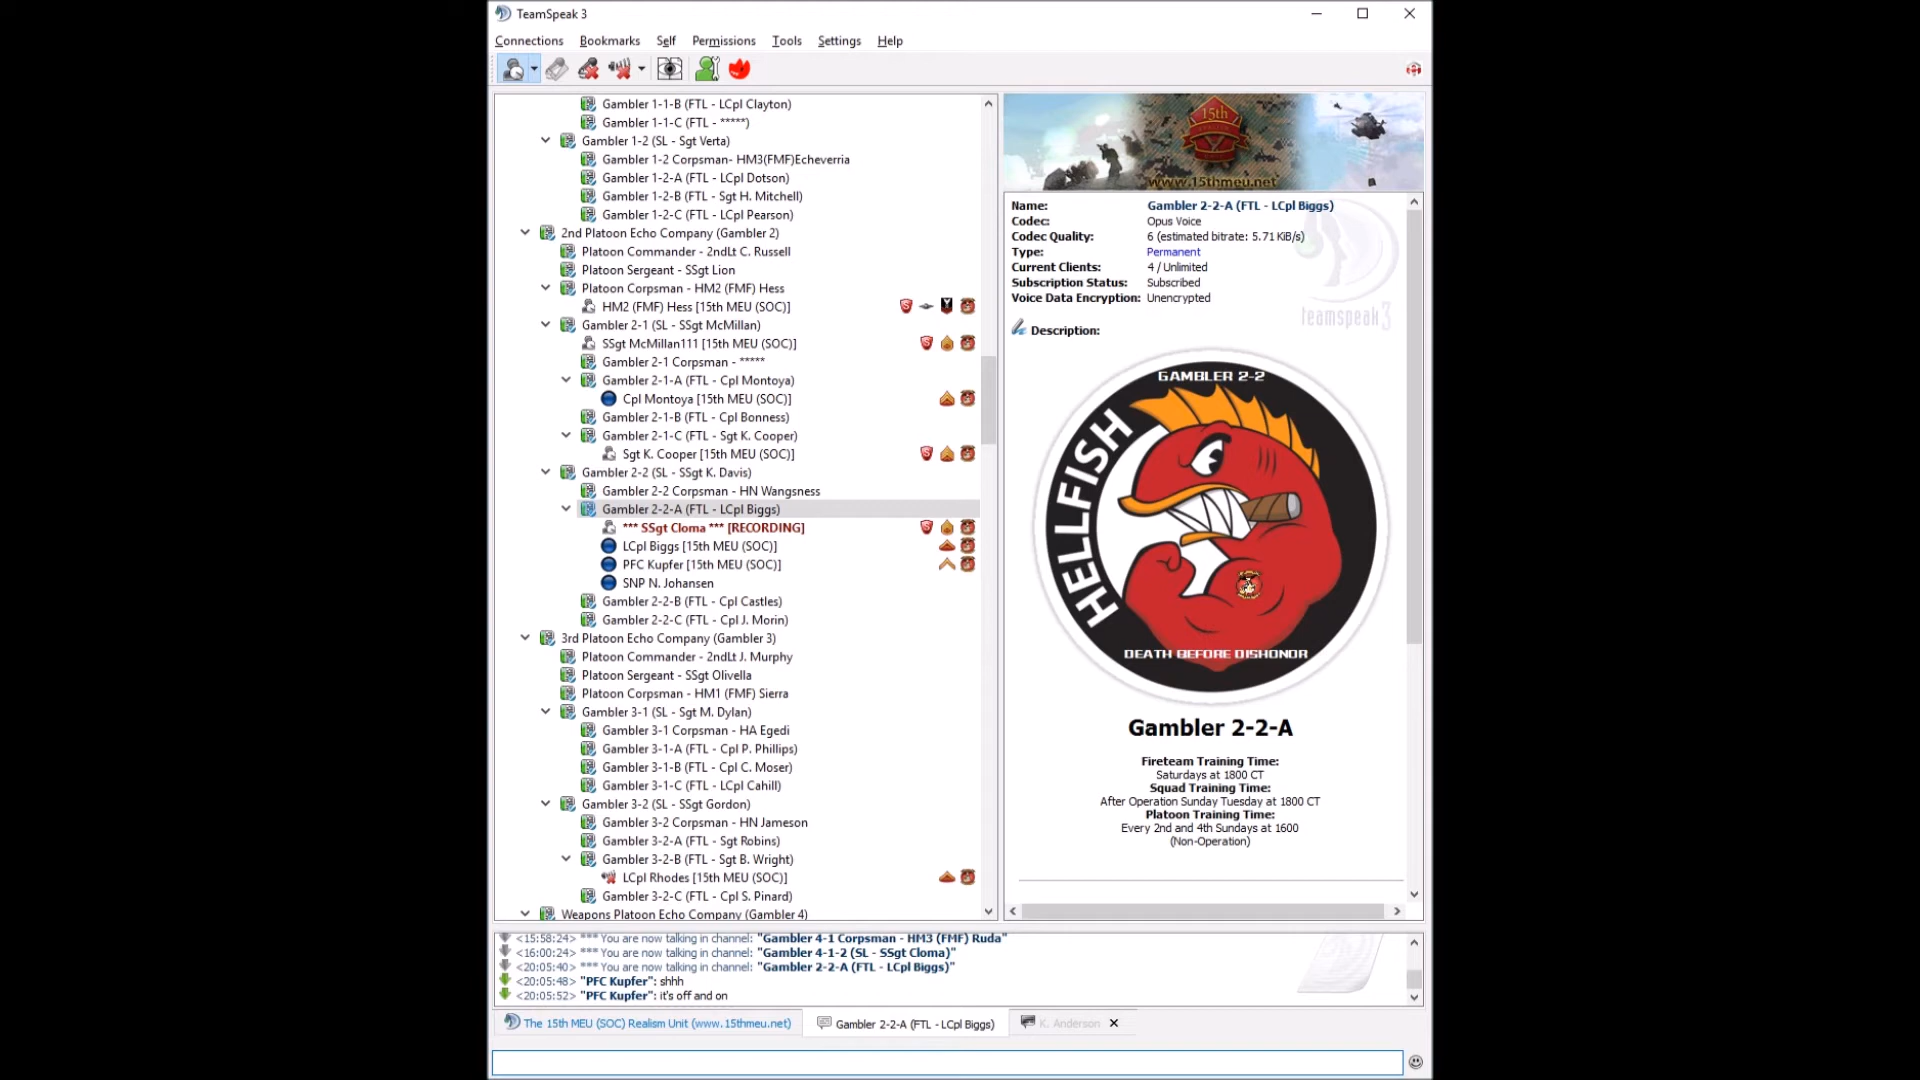 TeamSpeak 3
Connections Bookmarks Self Permissions Tools Settings Help
Gambler 1-1-B (FTL - LCpl Clayton)
Gambler 1-1-C (FTL - *****)
Gambler 1-2 (SL - Sgt Verta)
Gambler 1-2 Corpsman- HM3(FMF)Echeverria
Gambler 1-2-A (FTL - LCpl Dotson)
Gambler 1-2-B (FTL - Sgt H. Mitchell)
Gambler 1-2-C (FTL - LCpl Pearson)
2nd Platoon Echo Company (Gambler 2)
Platoon Commander - 2ndLt C. Russell
Platoon Sergeant - SSgt Lion
Platoon Corpsman - HM2 (FMF) Hess
HM2 (FMF) Hess [15th MEU (SOC)]
Gambler 2-1 (SL - SSgt McMillan)
SSgt McMillan111 [15th MEU (SOC)]
Gambler 2-1 Corpsman - *****
Gambler 2-1-A (FTL - Cpl Montoya)
Cpl Montoya [15th MEU (SOC)]
Gambler 2-1-B (FTL - Cpl Bonness)
Gambler 2-1-C (FTL - Sgt K. Cooper)
Sgt K. Cooper [15th MEU (SOC)]
Gambler 2-2 (SL - SSgt K. Davis)
Gambler 2-2 Corpsman - HN Wangsness
Gambler 2-2-A (FTL - LCpl Biggs)
*** SSgt Cloma *** [RECORDING]
LCpl Biggs [15th MEU (SOC)]
PFC Kupfer [15th MEU (SOC)]
SNP N. Johansen
Gambler 2-2-B (FTL - Cpl Castles)
Gambler 2-2-C (FTL - Cpl J. Morin)
3rd Platoon Echo Company (Gambler 3)
Platoon Commander - 2ndLt J. Murphy
Platoon Sergeant - SSgt Olivella
Platoon Corpsman - HM1 (FMF) Sierra
Gambler 3-1 (SL - Sgt M. Dylan)
Gambler 3-1 Corpsman - HA Egedi
Gambler 3-1-A (FTL - Cpl P. Phillips)
Gambler 3-1-B (FTL - Cpl C. Moser)
Gambler 3-1-C (FTL - LCpl Cahill)
Gambler 3-2 (SL - SSgt Gordon)
Gambler 3-2 Corpsman - HN Jameson
Gambler 3-2-A (FTL - Sgt Robins)
Gambler 3-2-B (FTL - Sgt B. Wright)
LCpl Rhodes [15th MEU (SOC)]
Gambler 3-2-C (FTL - Cpl S. Pinard)
Weapons Platoon Echo Company (Gambler 4)
15th
www.15thmeu.net
Name: Gambler 2-2-A (FTL - LCpl Biggs)
Codec: Opus Voice
Codec Quality: 6 (estimated bitrate: 5.71 KiB/s)
Type: Permanent
Current Clients: 4 / Unlimited
Subscription Status: Subscribed
Voice Data Encryption: Unencrypted
teamspeak3
Description:
GAMBLER 2-2
HELLFISH
DEATH BEFORE DISHONOR
Gambler 2-2-A
Fireteam Training Time:
Saturdays at 1800 CT
Squad Training Time:
After Operation Sunday Tuesday at 1800 CT
Platoon Training Time:
Every 2nd and 4th Sundays at 1600
(Non-Operation)
<15:58:24> *** You are now talking in channel: "Gambler 4-1 Corpsman - HM3 (FMF) Ruda"
<16:00:24> *** You are now talking in channel: "Gambler 4-1-2 (SL - SSgt Cloma)"
<20:05:40> *** You are now talking in channel: "Gambler 2-2-A (FTL - LCpl Biggs)"
<20:05:48> "PFC Kupfer": shhh
<20:05:52> "PFC Kupfer": it's off and on
The 15th MEU (SOC) Realism Unit (www.15thmeu.net) Gambler 2-2-A (FTL - LCpl Biggs) K. Anderson